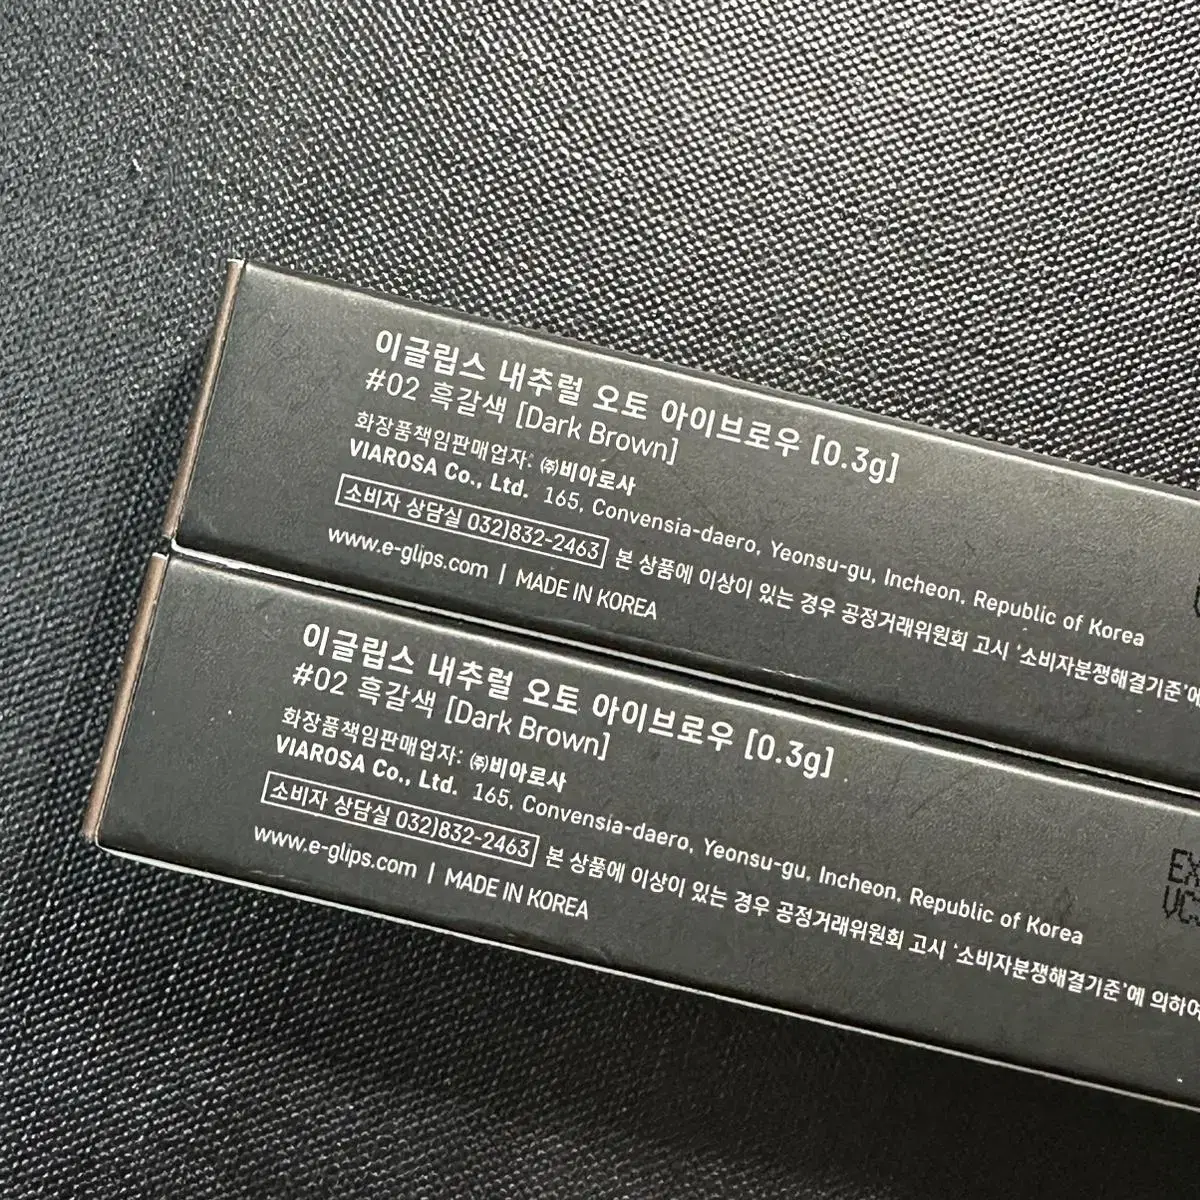 이글립스 내추럴 오토 아이브로우 [0.3g]
#02 흑갈색 [Dark Brown]
화장품책임판매업자: ㈜비아로사
VIAROSA Co., Ltd. 165, Convensia-daero, Yeonsu-gu, Incheon, Republic of Korea
소비자 상담실 032)832-2463 본 상품에 이상이 있는 경우 공정거래위원회 고시 '소비자분쟁해결기준'에
www.e-glips.com | MADE IN KOREA
이글립스 내추럴 오토 아이브로우 [0.3g]
#02 흑갈색 [Dark Brown]
화장품책임판매업자: ㈜비아로사
VIAROSA Co., Ltd. 165, Convensia-daero, Yeonsu-gu, Incheon, Republic of Korea
소비자 상담실 032)832-2463 본 상품에 이상이 있는 경우 공정거래위원회 고시 '소비자분쟁해결기준'에 의하여
www.e-glips.com | MADE IN KOREA
EX
VC